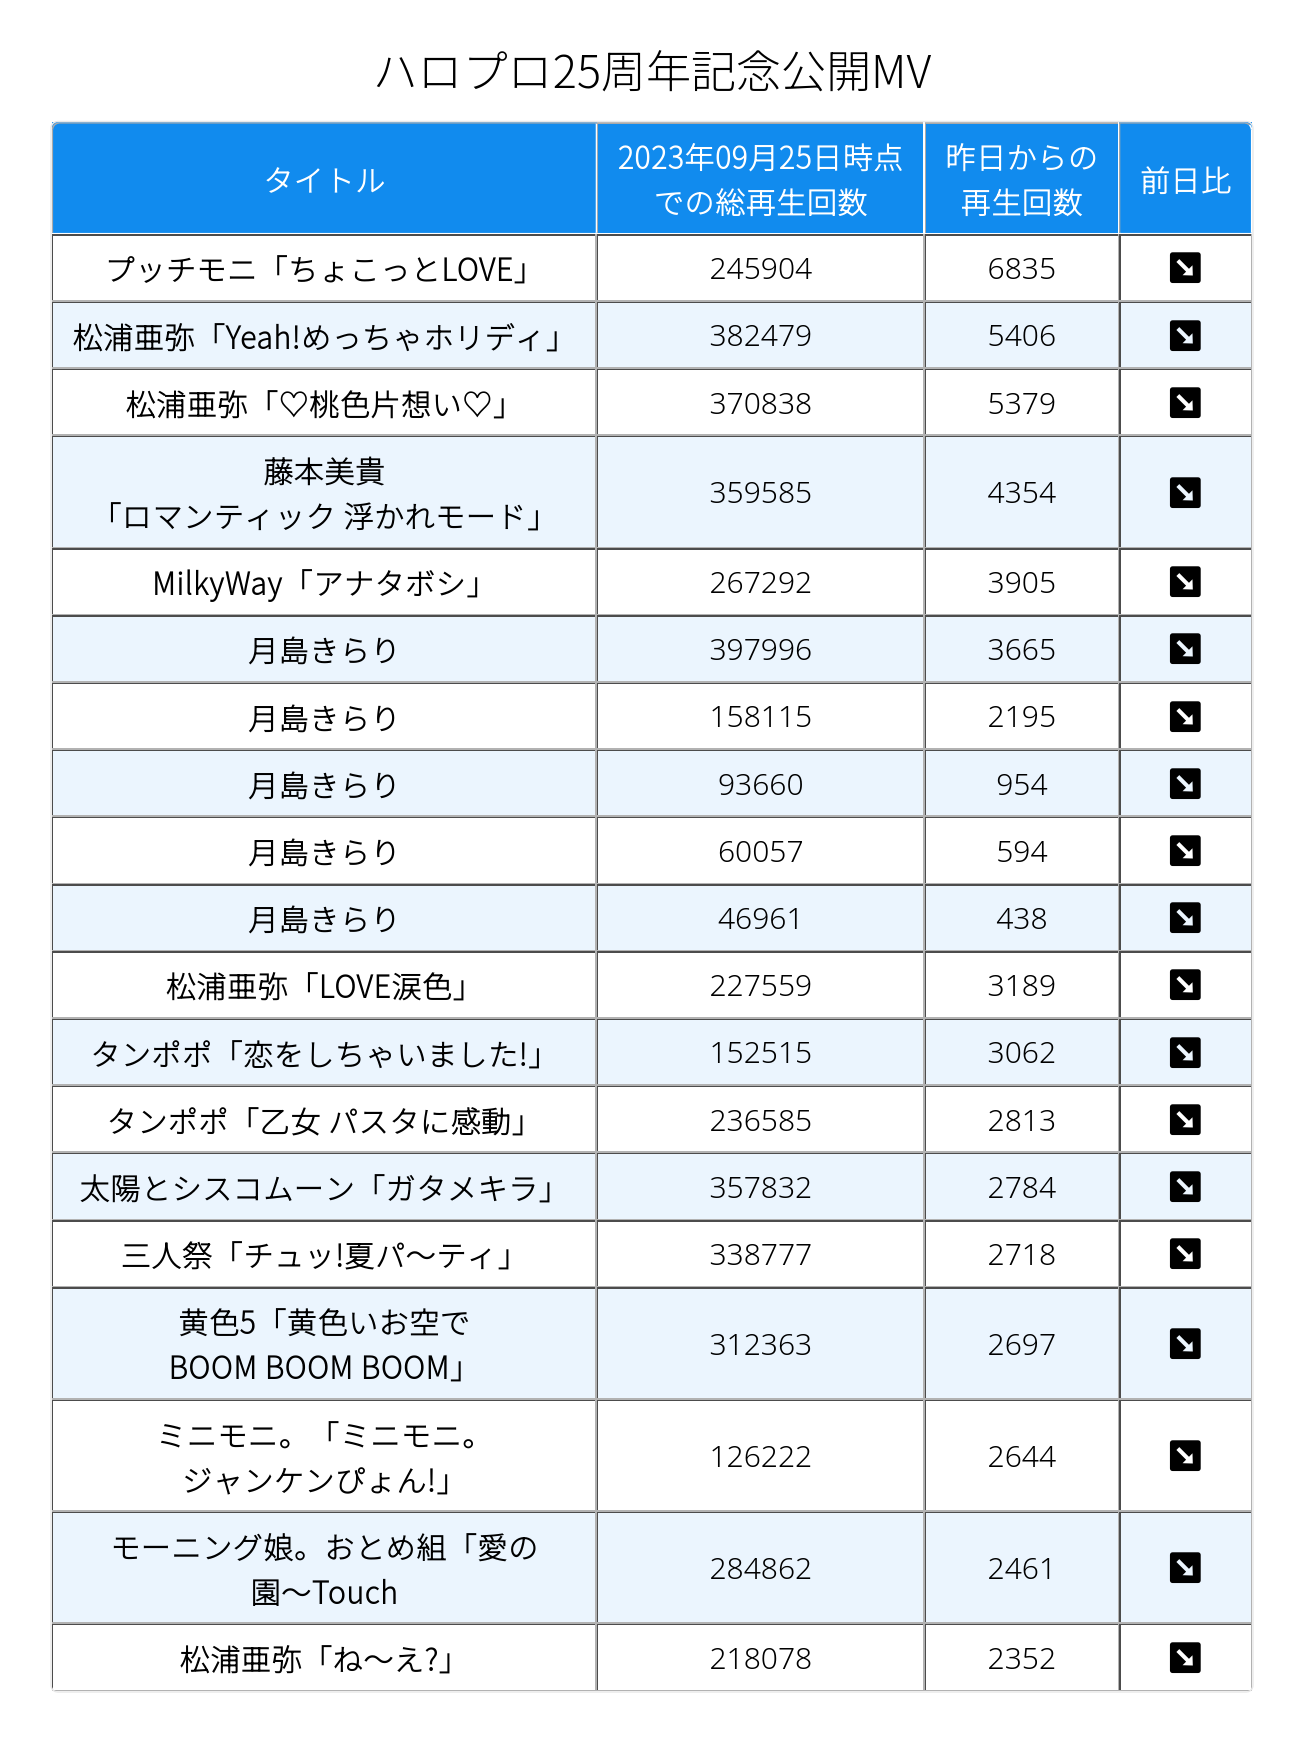 ハロプロ25周年記念公開MV
タイトル
2023年09月25日時点
での総再生回数
昨日からの
再生回数
前日比
プッチモニ「ちょこっとLOVE」
245904
6835
松浦亜弥「Yeah!めっちゃホリディ」
382479
5406
松浦亜弥「♡桃色片想い♡」
370838
5379
藤本美貴
「ロマンティック 浮かれモード」
359585
4354
MilkyWay「アナタボシ」
267292
3905
月島きらり
397996
3665
月島きらり
158115
2195
月島きらり
93660
954
月島きらり
60057
594
月島きらり
46961
438
松浦亜弥「LOVE涙色」
227559
3189
タンポポ「恋をしちゃいました!」
152515
3062
タンポポ「乙女 パスタに感動」
236585
2813
太陽とシスコムーン「ガタメキラ」
357832
2784
三人祭「チュッ!夏パ〜ティ」
338777
2718
黄色5「黄色いお空で
BOOM BOOM BOOM」
312363
2697
ミニモニ。「ミニモニ。
ジャンケンぴょん!」
126222
2644
モーニング娘。おとめ組「愛の
園〜Touch
284862
2461
松浦亜弥「ね〜え?」
218078
2352